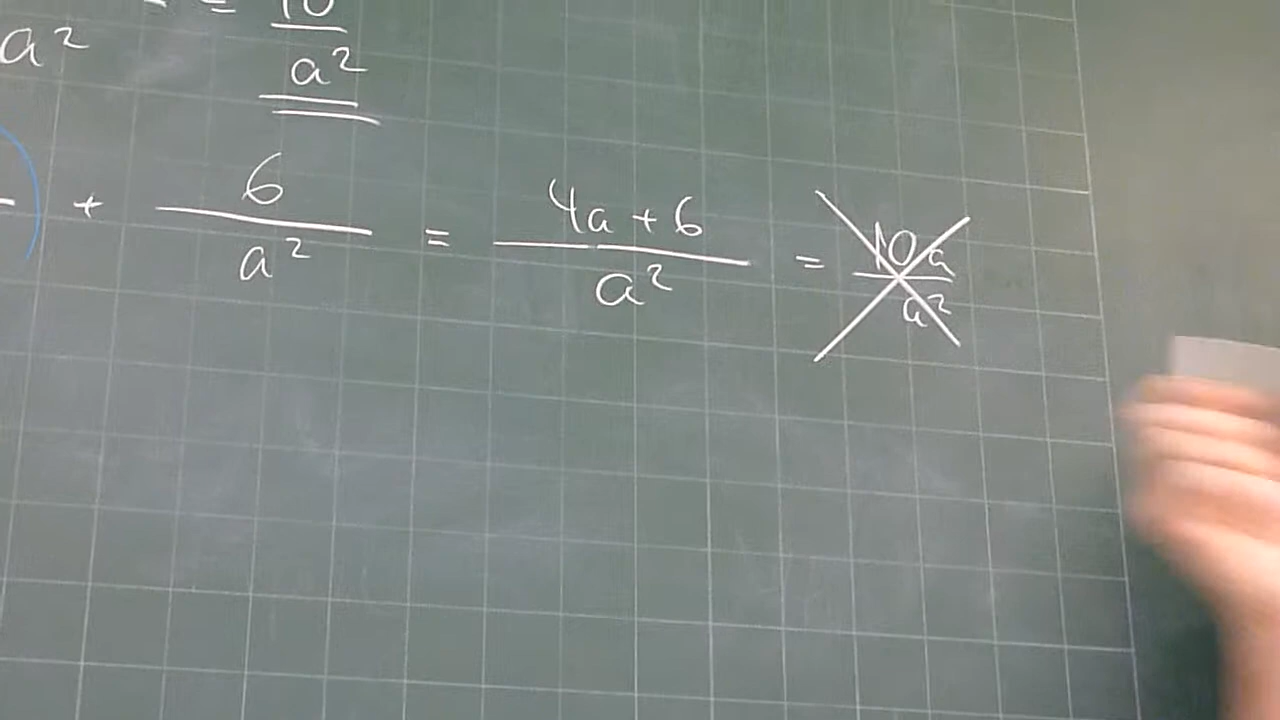 a² = 10/a²
+ 6/a² = (4a + 6)/a² = 10a/a²